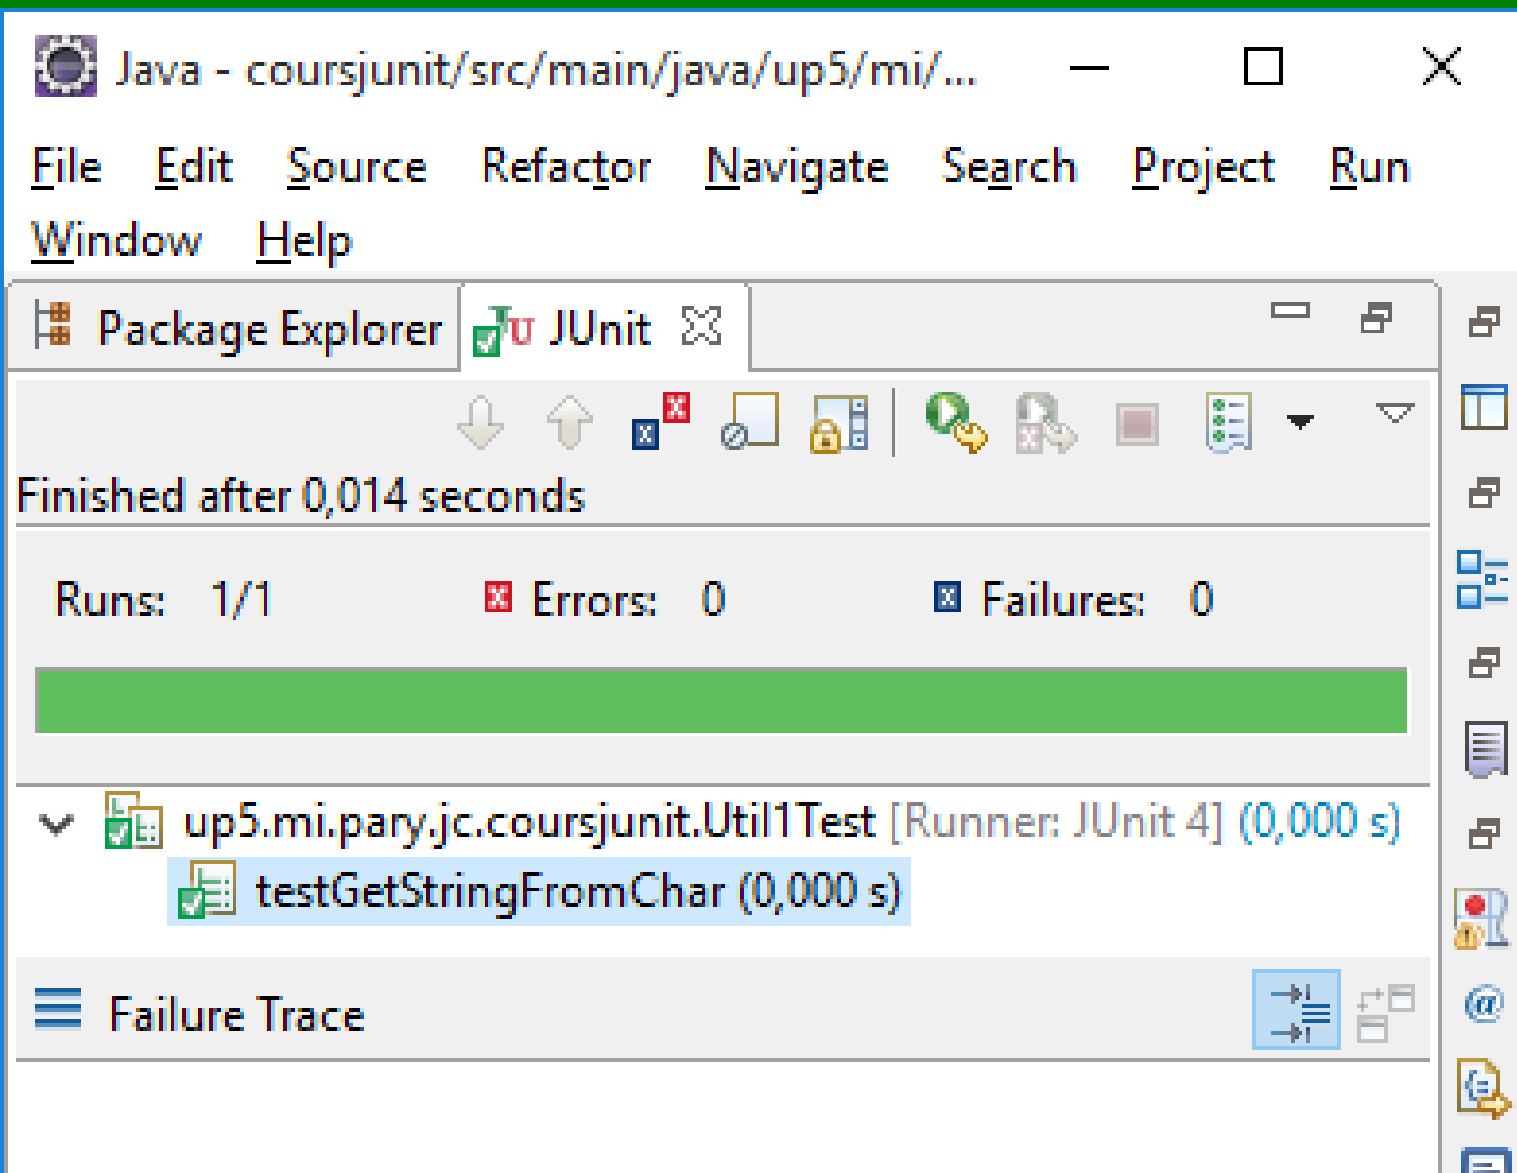 Java - coursjunit/src/main/java/up5/mi/...
File Edit Source Refactor Navigate Search Project Run
Window Help
Package Explorer JUnit
Finished after 0,014 seconds
Runs: 1/1 Errors: 0 Failures: 0
up5.mi.pary.jc.coursjunit.Util1Test [Runner: JUnit 4] (0,000 s)
testGetStringFromChar (0,000 s)
Failure Trace